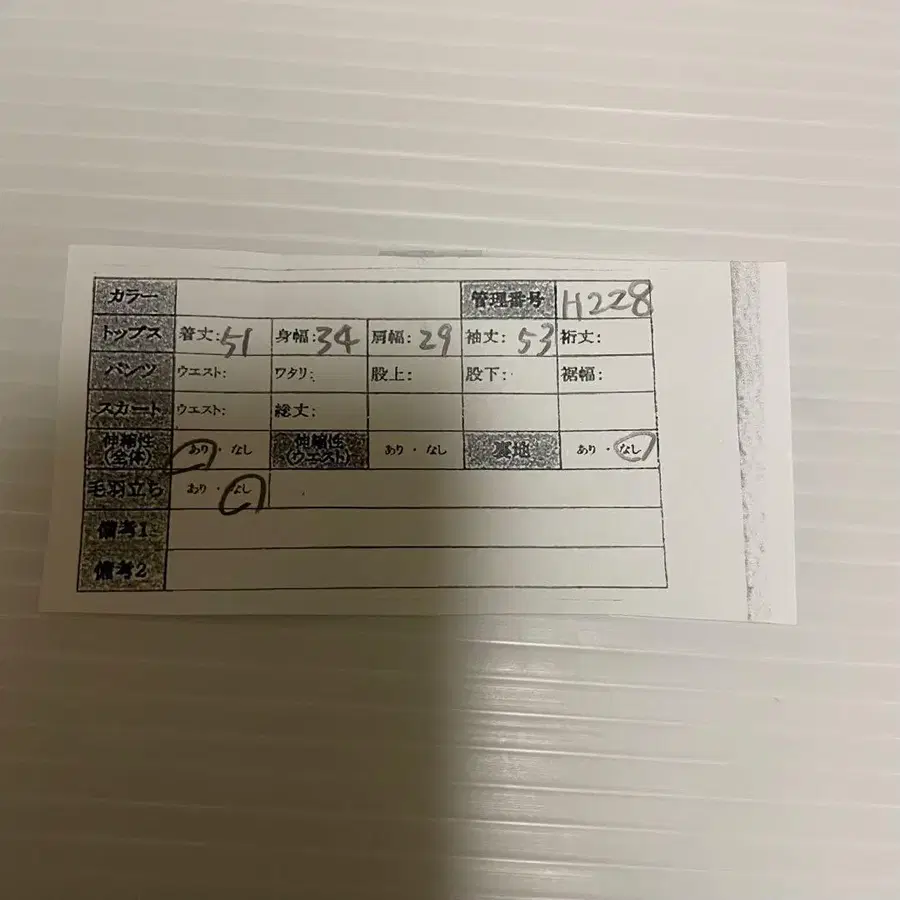 カラー 管理番号 H228
トップス 着丈:51 身幅:34 肩幅:29 袖丈:53 裄丈:
パンツ ウエスト: ワタリ: 股上: 股下: 裾幅:
スカート ウエスト: 総丈:
伸縮性(全体) あり・なし 伸縮性(ウエスト) あり・なし 裏地 あり・なし
毛羽立ち あり・なし
備考1
備考2